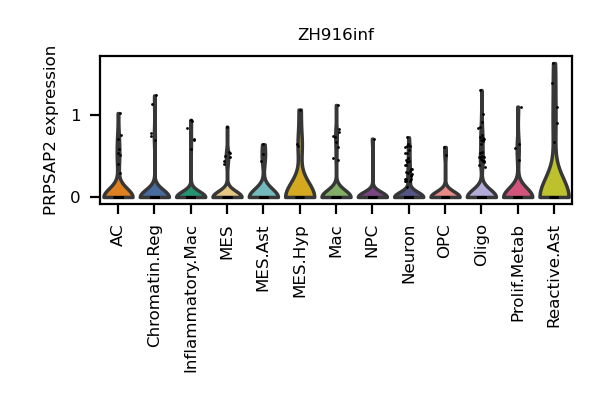 ZH916inf
PRPSAP2 expression
1
0
AC
Chromatin.Reg
Inflammatory.Mac
MES
MES.Ast
MES.Hyp
Mac
NPC
Neuron
OPC
Oligo
Prolif.Metab
Reactive.Ast